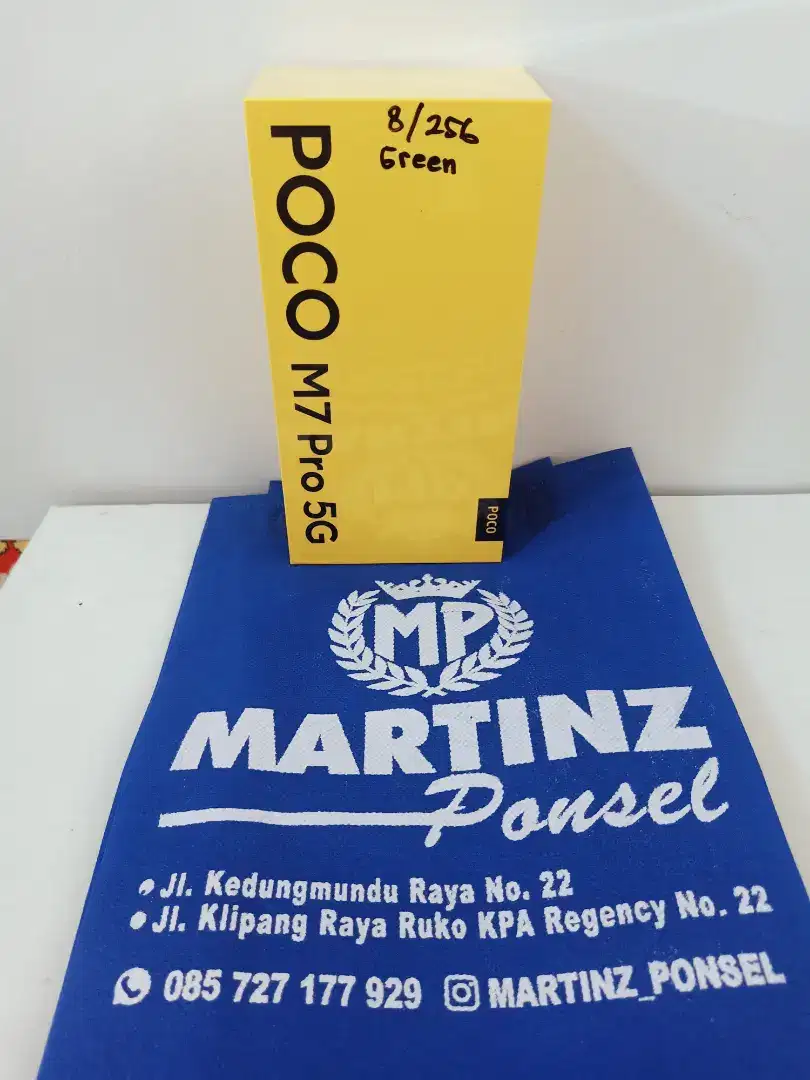 8/256
Green
POCO M7 Pro 5G
POCO
MP
MARTINZ
Ponsel
Jl. Kedungmundu Raya No. 22
Jl. Klipang Raya Ruko KPA Regency No. 22
085 727 177 929 MARTINZ_PONSEL